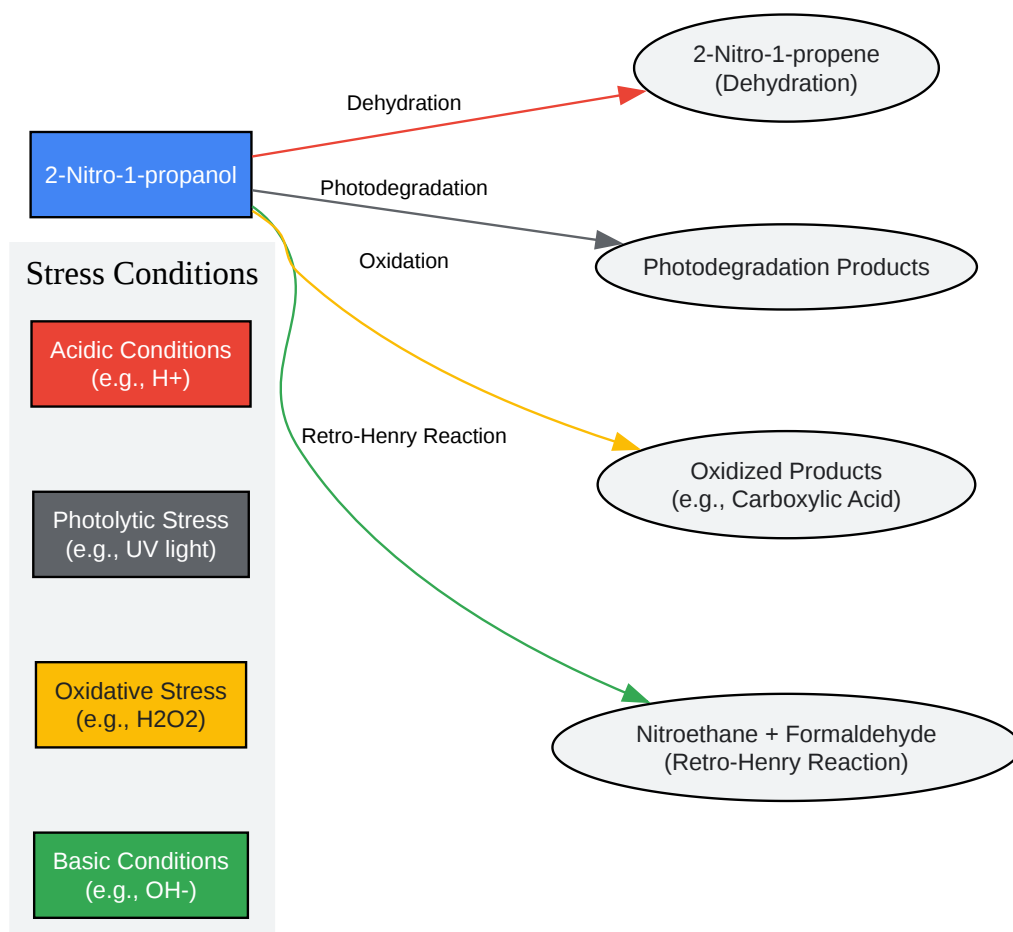 2-Nitro-1-propene
(Dehydration)
Dehydration
2-Nitro-1-propanol
Photodegradation
Oxidation
Photodegradation Products
Stress Conditions
Acidic Conditions
(e.g., H+)
Retro-Henry Reaction
Oxidized Products
(e.g., Carboxylic Acid)
Photolytic Stress
(e.g., UV light)
Oxidative Stress
(e.g., H2O2)
Nitroethane + Formaldehyde
(Retro-Henry Reaction)
Basic Conditions
(e.g., OH-)